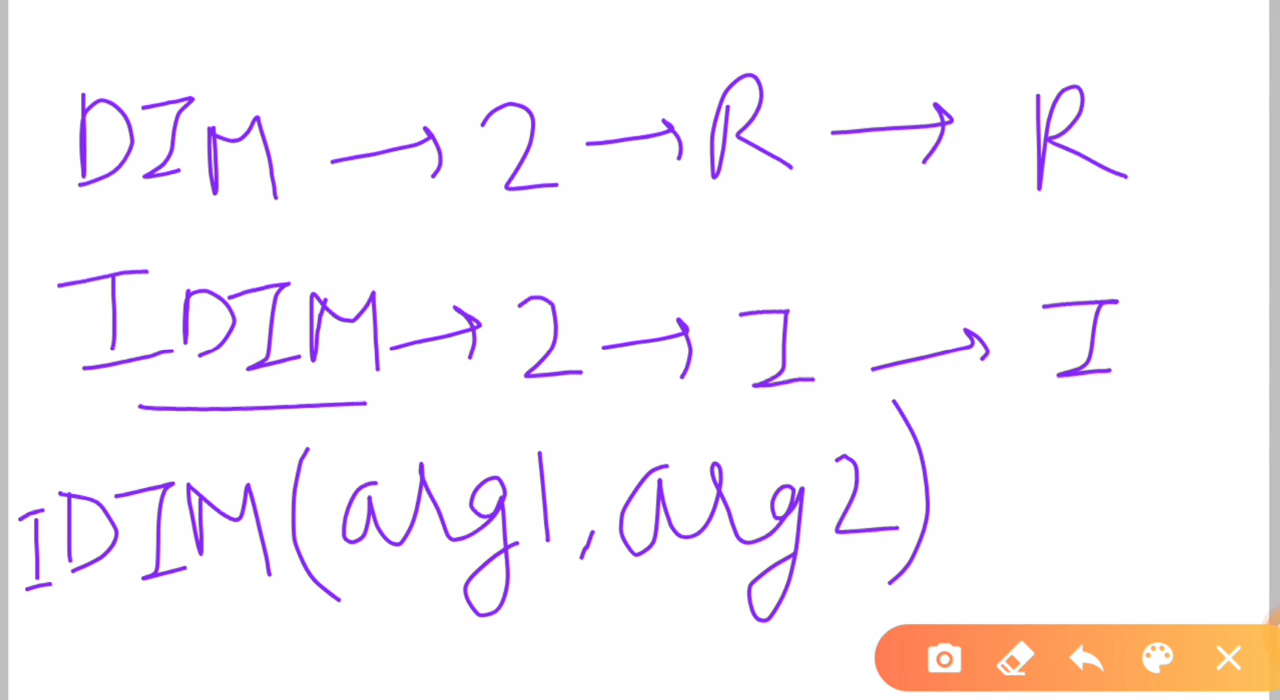 DIM → 2 → R → R
IDIM → 2 → I → I
IDIM(arg1, arg2)